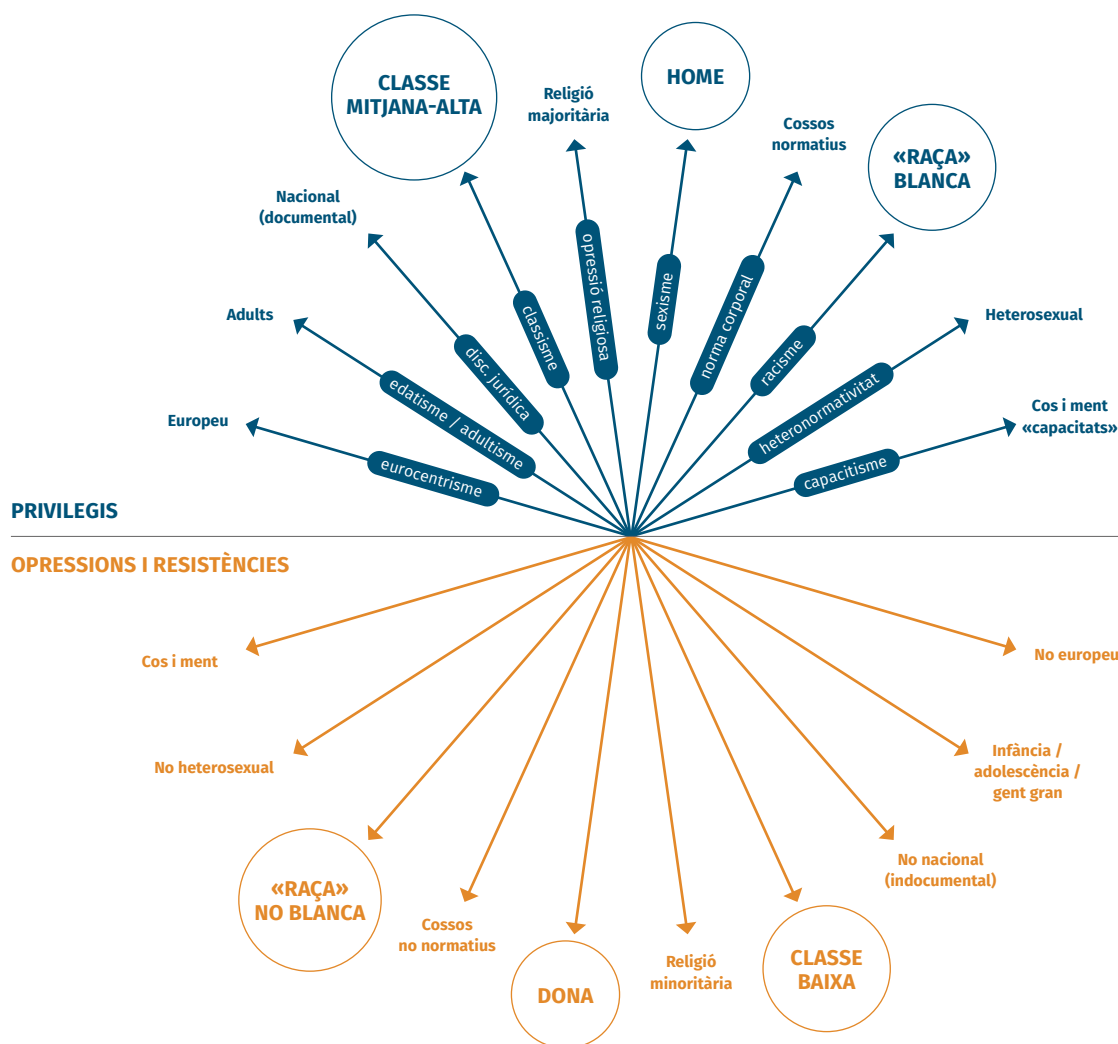 CLASSE
MITJANA-ALTA
Religió
majoritària
HOME
Cossos
normatius
«RAÇA»
BLANCA
Nacional
(documental)
Adults
Europeu
Heterosexual
Cos i ment
«capacitats»
eurocentrisme
edatisme / adultisme
disc. jurídica
classisme
opressió religiosa
sexisme
norma corporal
racisme
heteronormativitat
capacitisme
PRIVILEGIS
OPRESSIONS I RESISTÈNCIES
Cos i ment
No heterosexual
«RAÇA»
NO BLANCA
Cossos
no normatius
DONA
Religió
minoritària
CLASSE
BAIXA
No nacional
(indocumental)
Infància /
adolescència /
gent gran
No europeu